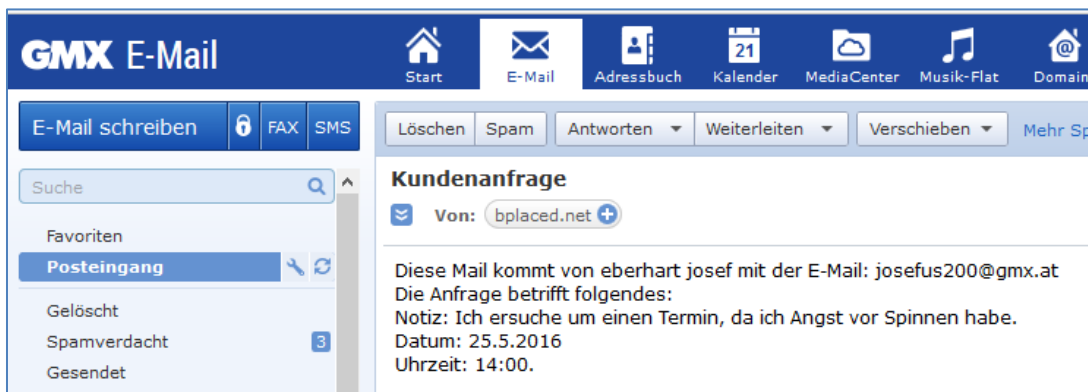 GMX E-Mail
Start
E-Mail
Adressbuch
21
Kalender
MediaCenter
Musik-Flat
@
Domain
E-Mail schreiben
FAX
SMS
Löschen
Spam
Antworten
Weiterleiten
Verschieben
Mehr Sp
Suche
Favoriten
Posteingang
Gelöscht
Spamverdacht 3
Gesendet
Kundenanfrage
Von: bplaced.net
Diese Mail kommt von eberhart josef mit der E-Mail: josefus200@gmx.at
Die Anfrage betrifft folgendes:
Notiz: Ich ersuche um einen Termin, da ich Angst vor Spinnen habe.
Datum: 25.5.2016
Uhrzeit: 14:00.